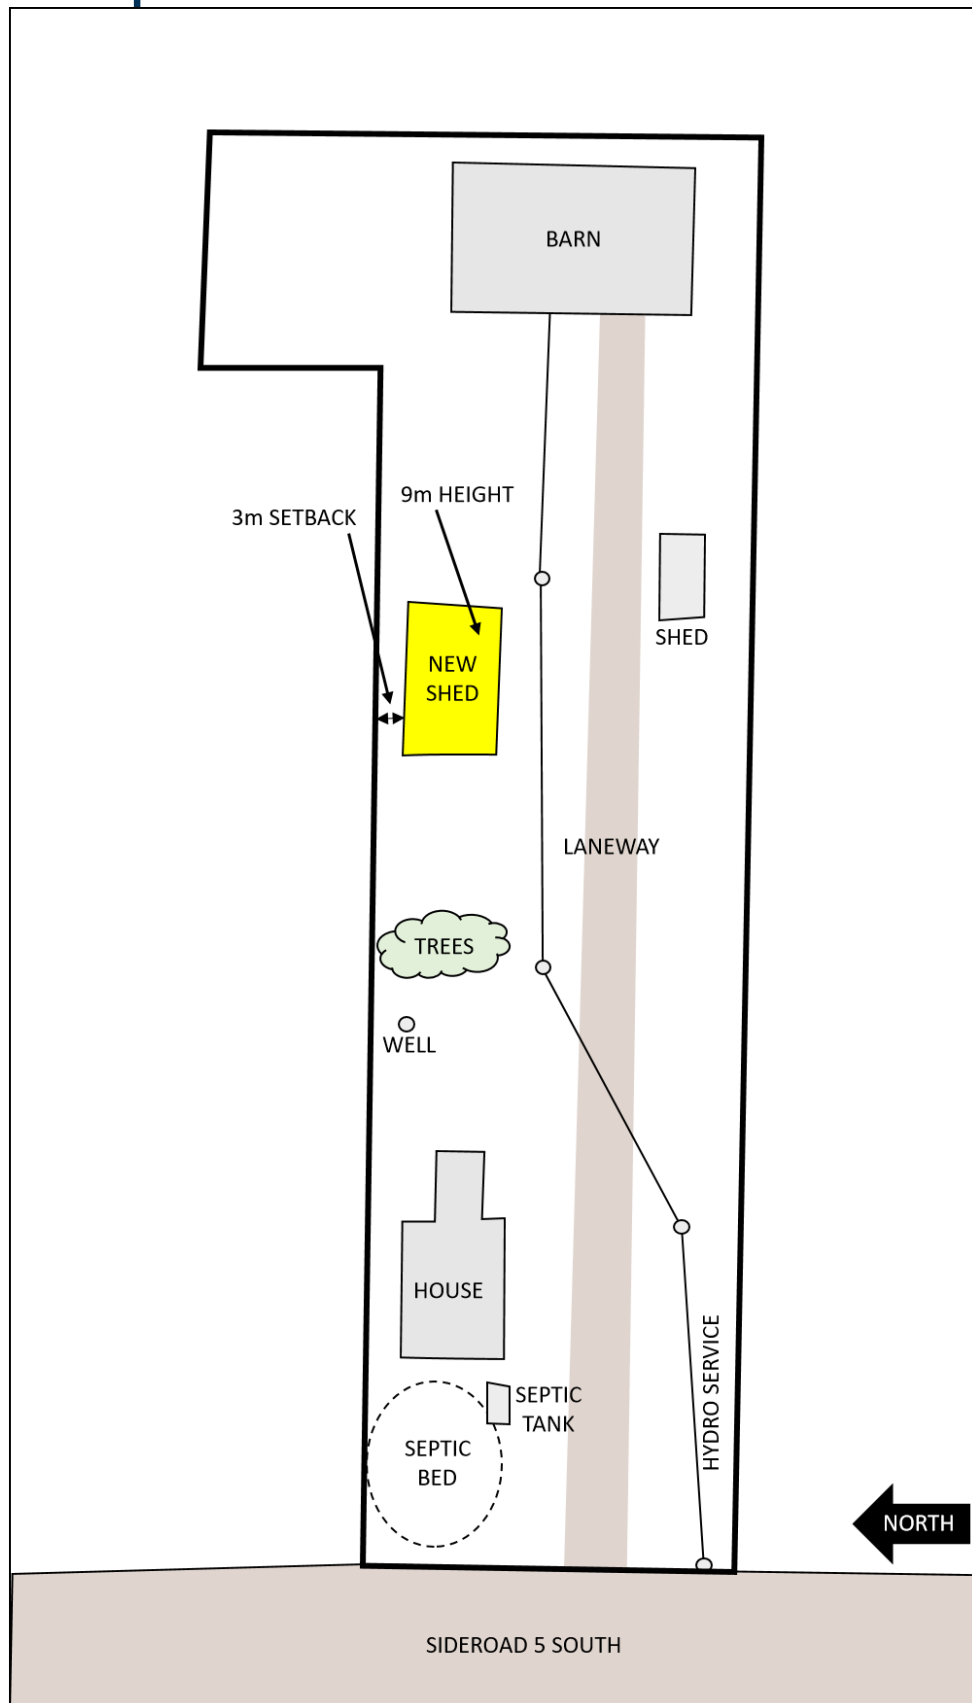 BARN
9m HEIGHT
3m SETBACK
NEW
SHED
SHED
LANEWAY
TREES
WELL
HOUSE
HYDRO SERVICE
SEPTIC
TANK
SEPTIC
BED
NORTH
SIDEROAD 5 SOUTH